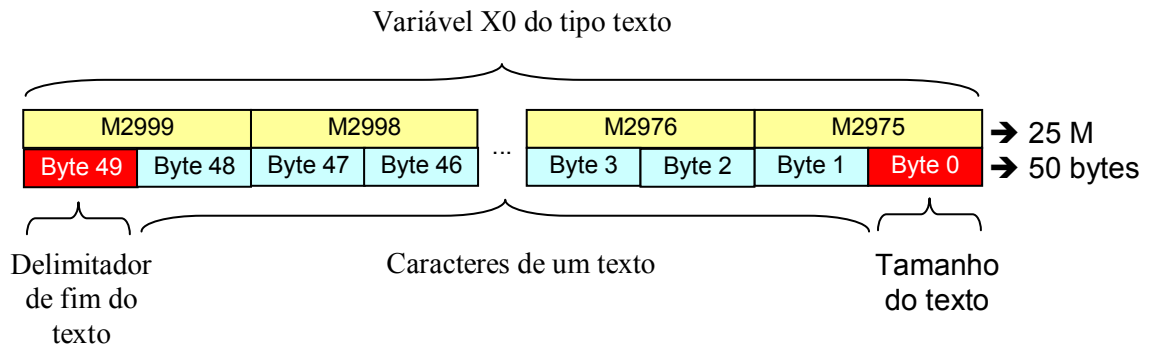 Variável X0 do tipo texto
M2999 M2998 M2976 M2975 ➔ 25 M
Byte 49 Byte 48 Byte 47 Byte 46 ... Byte 3 Byte 2 Byte 1 Byte 0 ➔ 50 bytes
Delimitador de fim do texto
Caracteres de um texto
Tamanho do texto